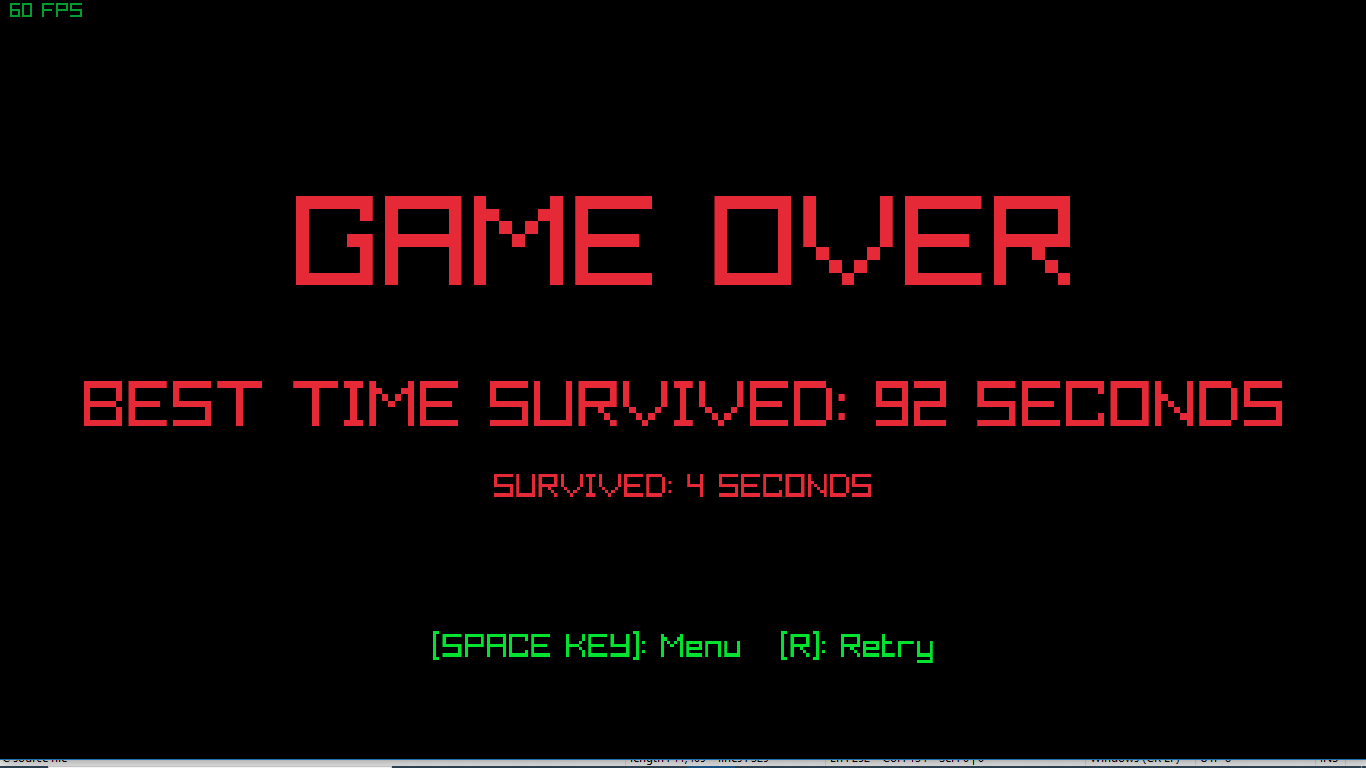 60 FPS
GAME OVER
BEST TIME SURVIVED: 92 SECONDS
SURVIVED: 4 SECONDS
[SPACE KEY]: Menu [R]: Retry